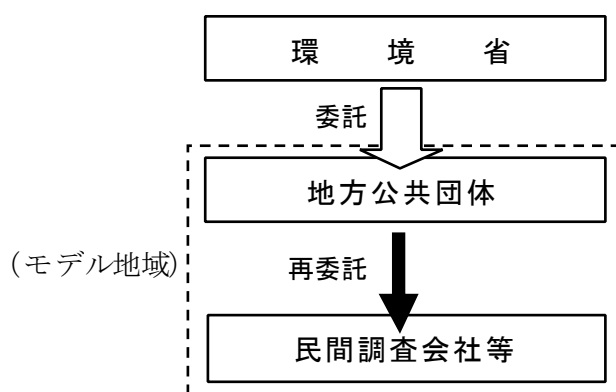 環境省
委託
地方公共団体
(モデル地域)
再委託
民間調査会社等